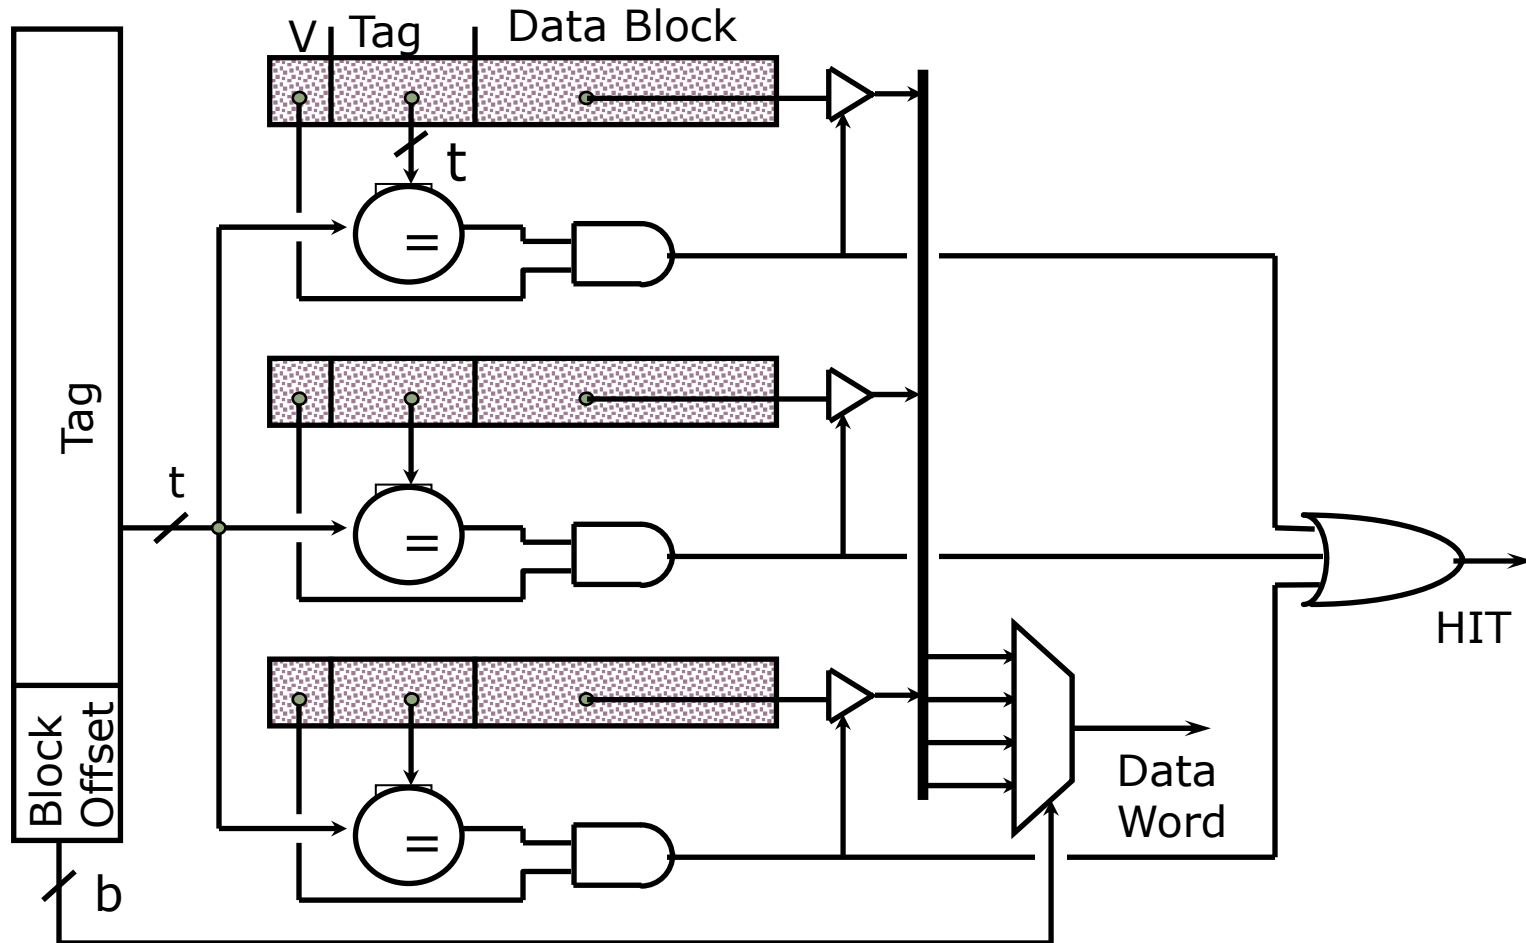 V
Tag
Data Block
t
=
Tag
t
=
HIT
Block
Offset
=
Data
Word
b